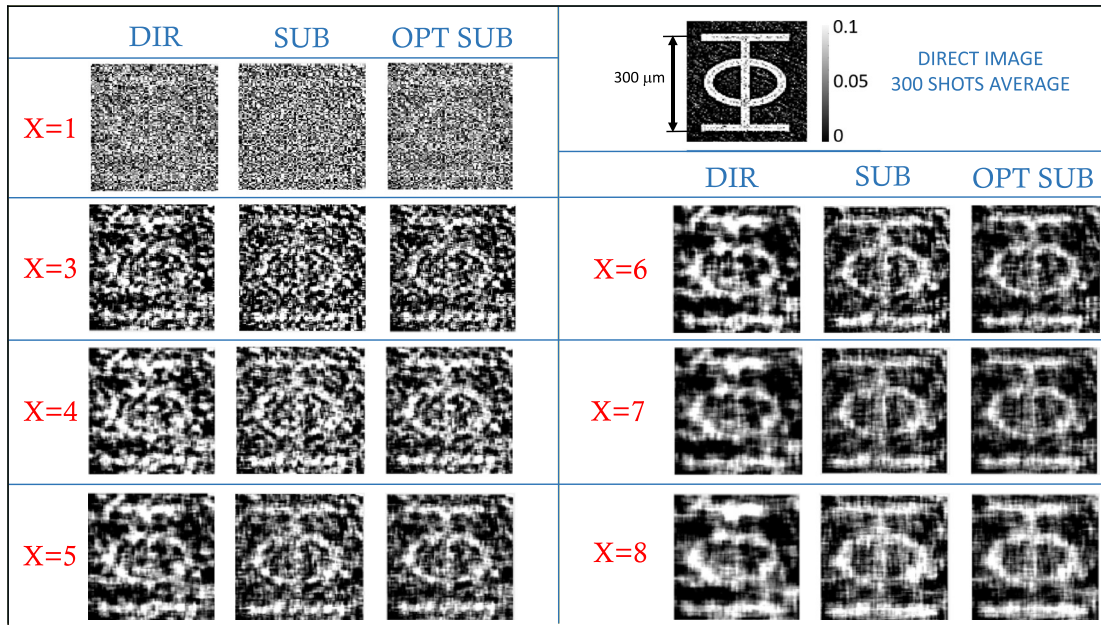 DIR SUB OPT SUB
X=1
X=3
X=4
X=5
300 μm
0.1
0.05
0
DIRECT IMAGE
300 SHOTS AVERAGE
DIR SUB OPT SUB
X=6
X=7
X=8